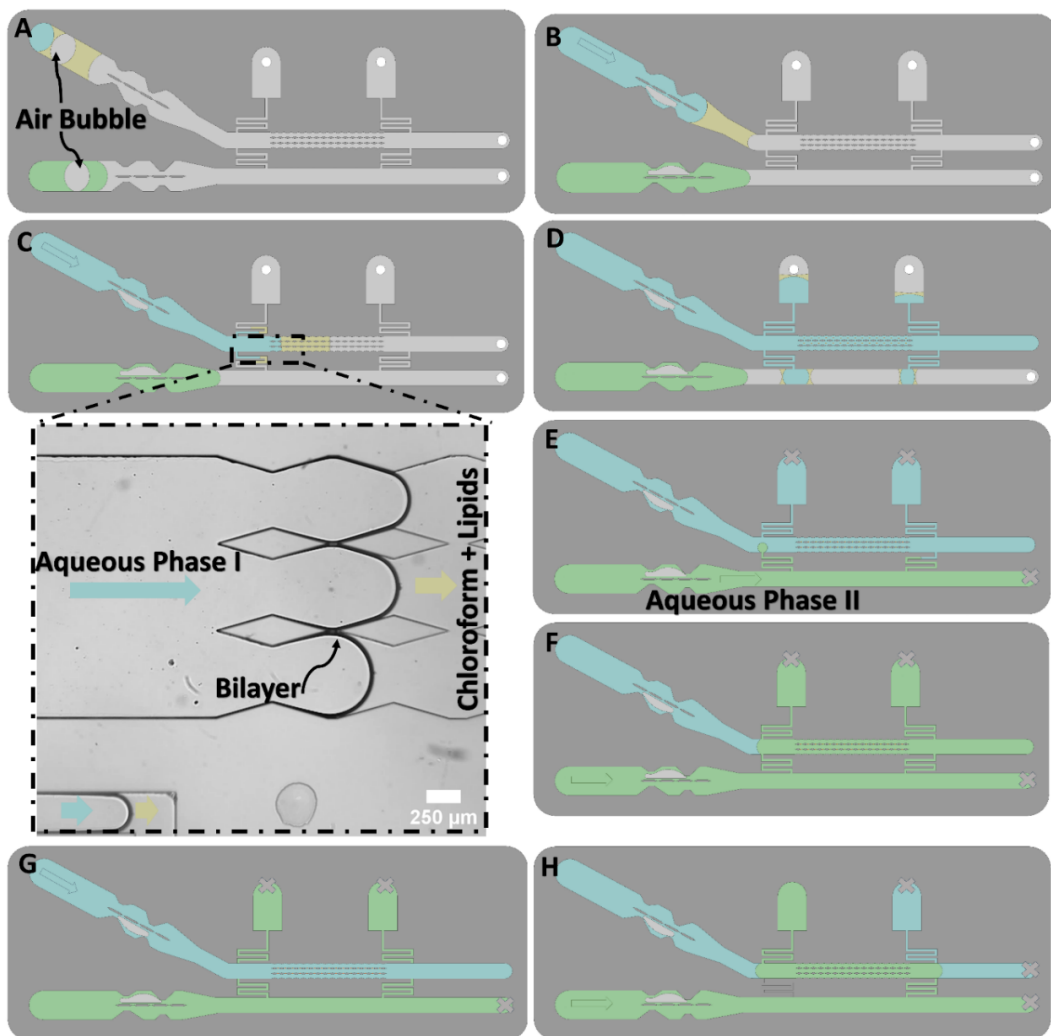 A
Air Bubble
B
C
D
Aqueous Phase I
Chloroform + Lipids
Bilayer
250 µm
E
Aqueous Phase II
F
G
H